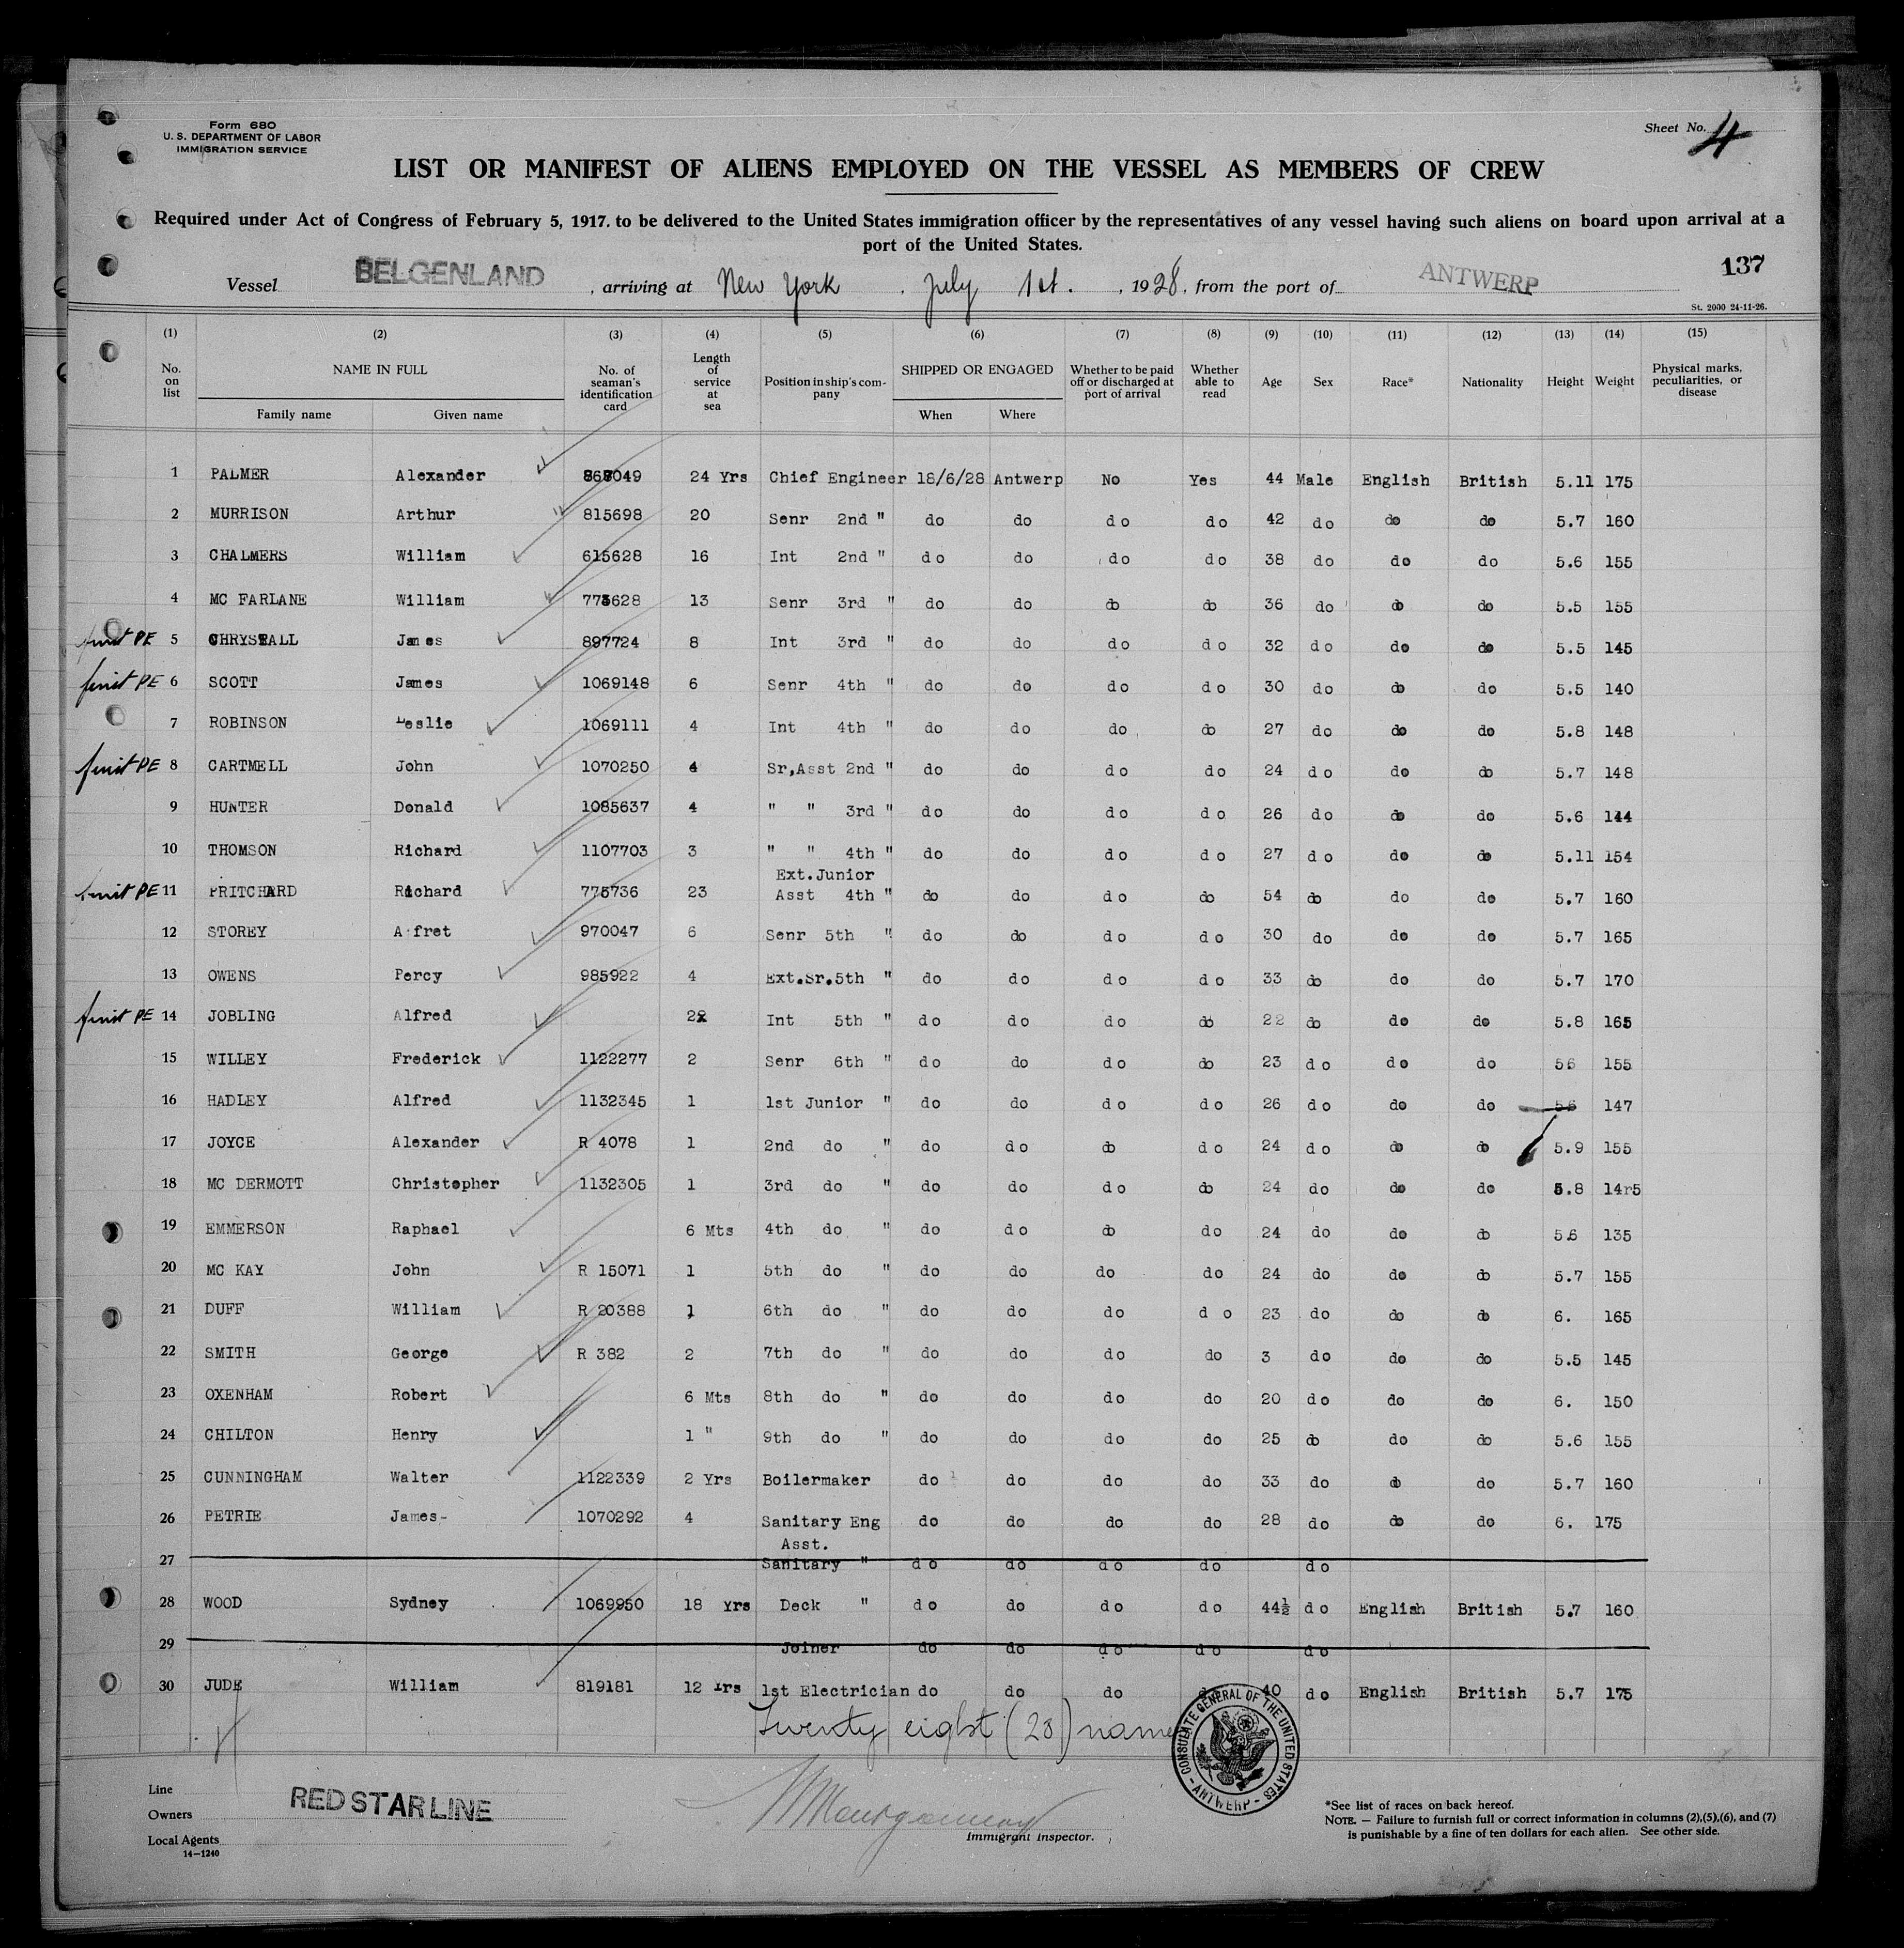 Form 680
U. S. DEPARTMENT OF LABOR
IMMIGRATION SERVICE
Sheet No. 4
LIST OR MANIFEST OF ALIENS EMPLOYED ON THE VESSEL AS MEMBERS OF CREW
Required under Act of Congress of February 5, 1917. to be delivered to the United States immigration officer by the representatives of any vessel having such aliens on board upon arrival at a
port of the United States.
137
Vessel BELGENLAND , arriving at New York , July 1st. , 1928, from the port of ANTWERP
St. 2000 24-11-26.
(1) (2) (3) (4) (5) (6) (7) (8) (9) (10) (11) (12) (13) (14) (15)
No. on list NAME IN FULL No. of seaman's identification card Length of service at sea Position in ship's company SHIPPED OR ENGAGED Whether to be paid off or discharged at port of arrival Whether able to read Age Sex Race* Nationality Height Weight Physical marks, peculiarities, or disease
Family name Given name When Where
1 PALMER Alexander 868049 24 Yrs Chief Engineer 18/6/28 Antwerp No Yes 44 Male English British 5.11 175
2 MURRISON Arthur 815698 20 Senr 2nd " do do do do 42 do do do 5.7 160
3 CHALMERS William 615628 16 Int 2nd " do do do do 38 do do do 5.6 155
4 MC FARLANE William 775628 13 Senr 3rd " do do do do 36 do do do 5.5 155
PE 5 CHRYSTALL James 897724 8 Int 3rd " do do do do 32 do do do 5.5 145
PE 6 SCOTT James 1069148 6 Senr 4th " do do do do 30 do do do 5.5 140
7 ROBINSON Leslie 1069111 4 Int 4th " do do do do 27 do do do 5.8 148
PE 8 CARTMELL John 1070250 4 Sr,Asst 2nd " do do do do 24 do do do 5.7 148
9 HUNTER Donald 1085637 4 " " 3rd " do do do do 26 do do do 5.6 144
10 THOMSON Richard 1107703 3 " " 4th " do do do do 27 do do do 5.11 154
Ext.Junior
PE 11 PRITCHARD Richard 775736 23 Asst 4th " do do do do 54 do do do 5.7 160
12 STOREY A fret 970047 6 Senr 5th " do do do do 30 do do do 5.7 165
13 OWENS Percy 985922 4 Ext.Sr.5th " do do do do 33 do do do 5.7 170
PE 14 JOBLING Alfred Int 5th " do do do do 22 do do do 5.8 165
15 WILLEY Frederick 1122277 2 Senr 6th " do do do do 23 do do do 56 155
16 HADLEY Alfred 1132345 1 1st Junior " do do do do 26 do do do 56 147
17 JOYCE Alexander R 4078 1 2nd do " do do do do 24 do do do 5.9 155
18 MC DERMOTT Christopher 1132305 1 3rd do " do do do do 24 do do do 5.8 14r5
19 EMMERSON Raphael 6 Mts 4th do " do do do do 24 do do do 56 135
20 MC KAY John R 15071 1 5th do " do do do do 24 do do do 5.7 155
21 DUFF William R 20388 1 6th do " do do do do 23 do do do 6. 165
22 SMITH George R 382 2 7th do " do do do do 3 do do do 5.5 145
23 OXENHAM Robert 6 Mts 8th do " do do do do 20 do do do 6. 150
24 CHILTON Henry 1 " 9th do " do do do do 25 do do do 5.6 155
25 CUNNINGHAM Walter 1122339 2 Yrs Boilermaker do do do do 33 do do do 5.7 160
26 PETRIE James- 1070292 4 Sanitary Eng do do do do 28 do do do 6. 175
Asst.
27 Sanitary " do do do do do
28 WOOD Sydney 1069950 18 Yrs Deck " do do do do 44½ do English British 5.7 160
29 Joiner do do do do do
30 JUDE William 819181 12 Yrs 1st Electrician do do do do 40 do English British 5.7 175
Twenty eight (28) names
CONSULATE GENERAL OF THE UNITED STATES - ANTWERP -
Line
Owners RED STAR LINE
Local Agents
14-1240
Montgomery
Immigrant Inspector.
*See list of races on back hereof.
NOTE. — Failure to furnish full or correct information in columns (2),(5),(6), and (7)
is punishable by a fine of ten dollars for each alien. See other side.